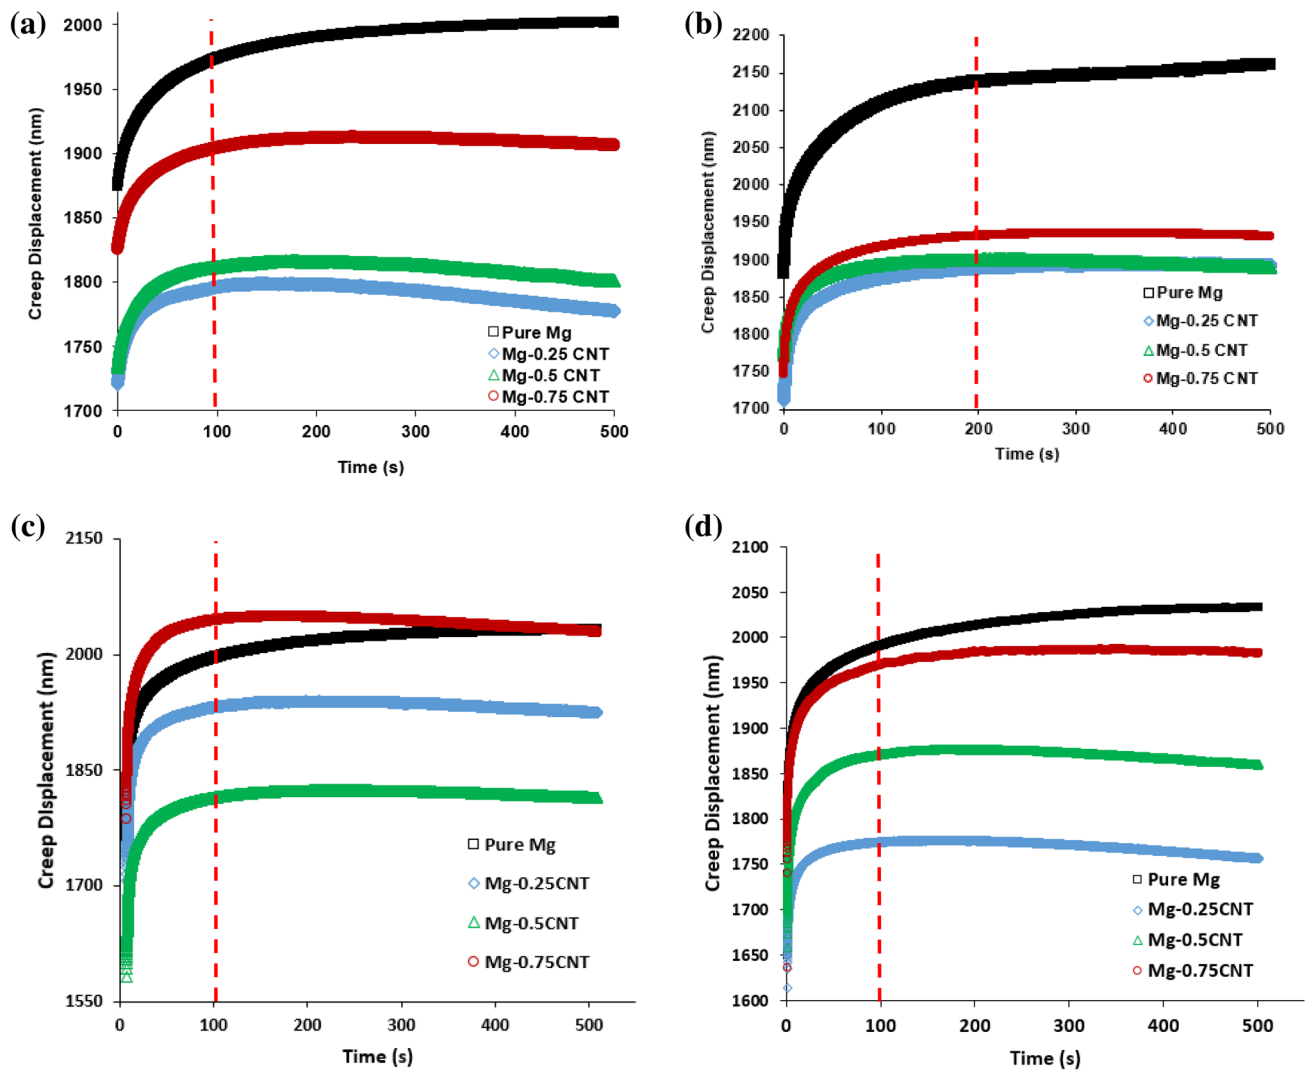 (a)
2000
1950
1900
1850
1800
1750
1700
Creep Displacement (nm)
0 100 200 300 400 500
Time (s)
Pure Mg
Mg-0.25 CNT
Mg-0.5 CNT
Mg-0.75 CNT
(b)
2200
2150
2100
2050
2000
1950
1900
1850
1800
1750
1700
Creep Displacement (nm)
0 100 200 300 400 500
Time (s)
Pure Mg
Mg-0.25 CNT
Mg-0.5 CNT
Mg-0.75 CNT
(c)
2150
2000
1850
1700
1550
Creep Displacement (nm)
0 100 200 300 400 500
Time (s)
Pure Mg
Mg-0.25CNT
Mg-0.5CNT
Mg-0.75CNT
(d)
2100
2050
2000
1950
1900
1850
1800
1750
1700
1650
1600
Creep Displacement (nm)
0 100 200 300 400 500
Time (s)
Pure Mg
Mg-0.25CNT
Mg-0.5CNT
Mg-0.75CNT